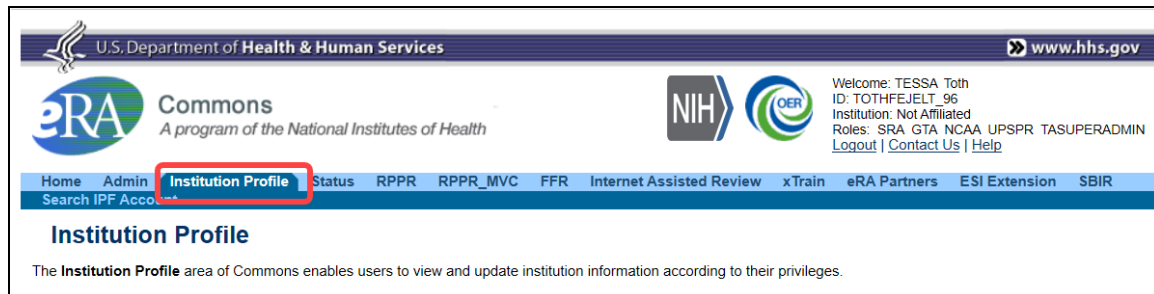 U.S. Department of Health & Human Services
www.hhs.gov
eRA
Commons
A program of the National Institutes of Health
NIH
OER
Welcome: TESSA Toth
ID: TOTHFEJELT_96
Institution: Not Affiliated
Roles: SRA GTA NCAA UPSPR TASUPERADMIN
Logout | Contact Us | Help
Home Admin Institution Profile Status RPPR RPPR_MVC FFR Internet Assisted Review xTrain eRA Partners ESI Extension SBIR
Search IPF Account
Institution Profile
The Institution Profile area of Commons enables users to view and update institution information according to their privileges.